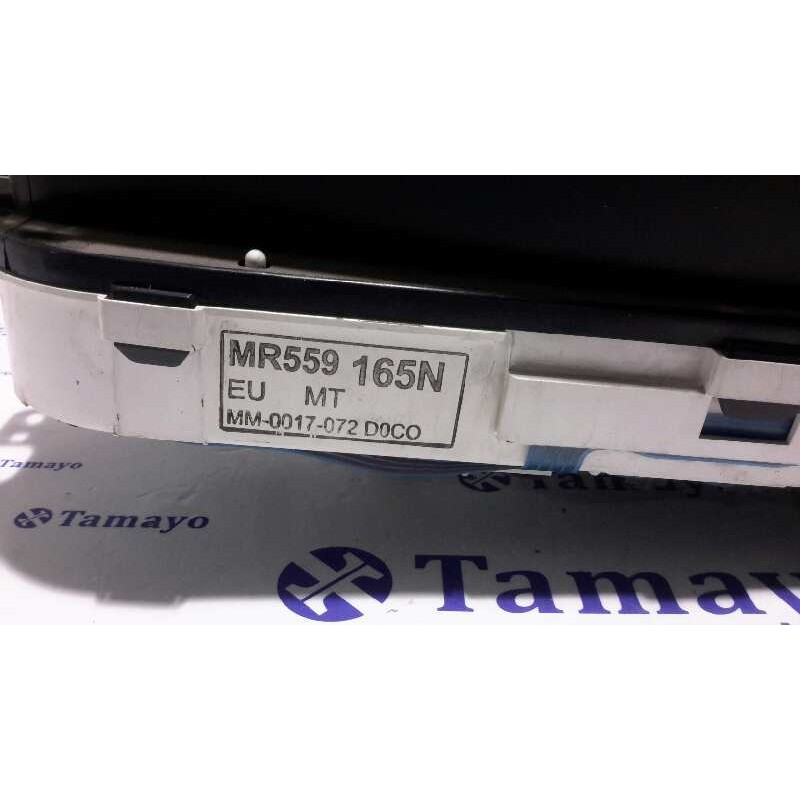 MR559 165N
EU MT
MM-0017-072 D0CO
Tamayo
Tamayo
Tamayo